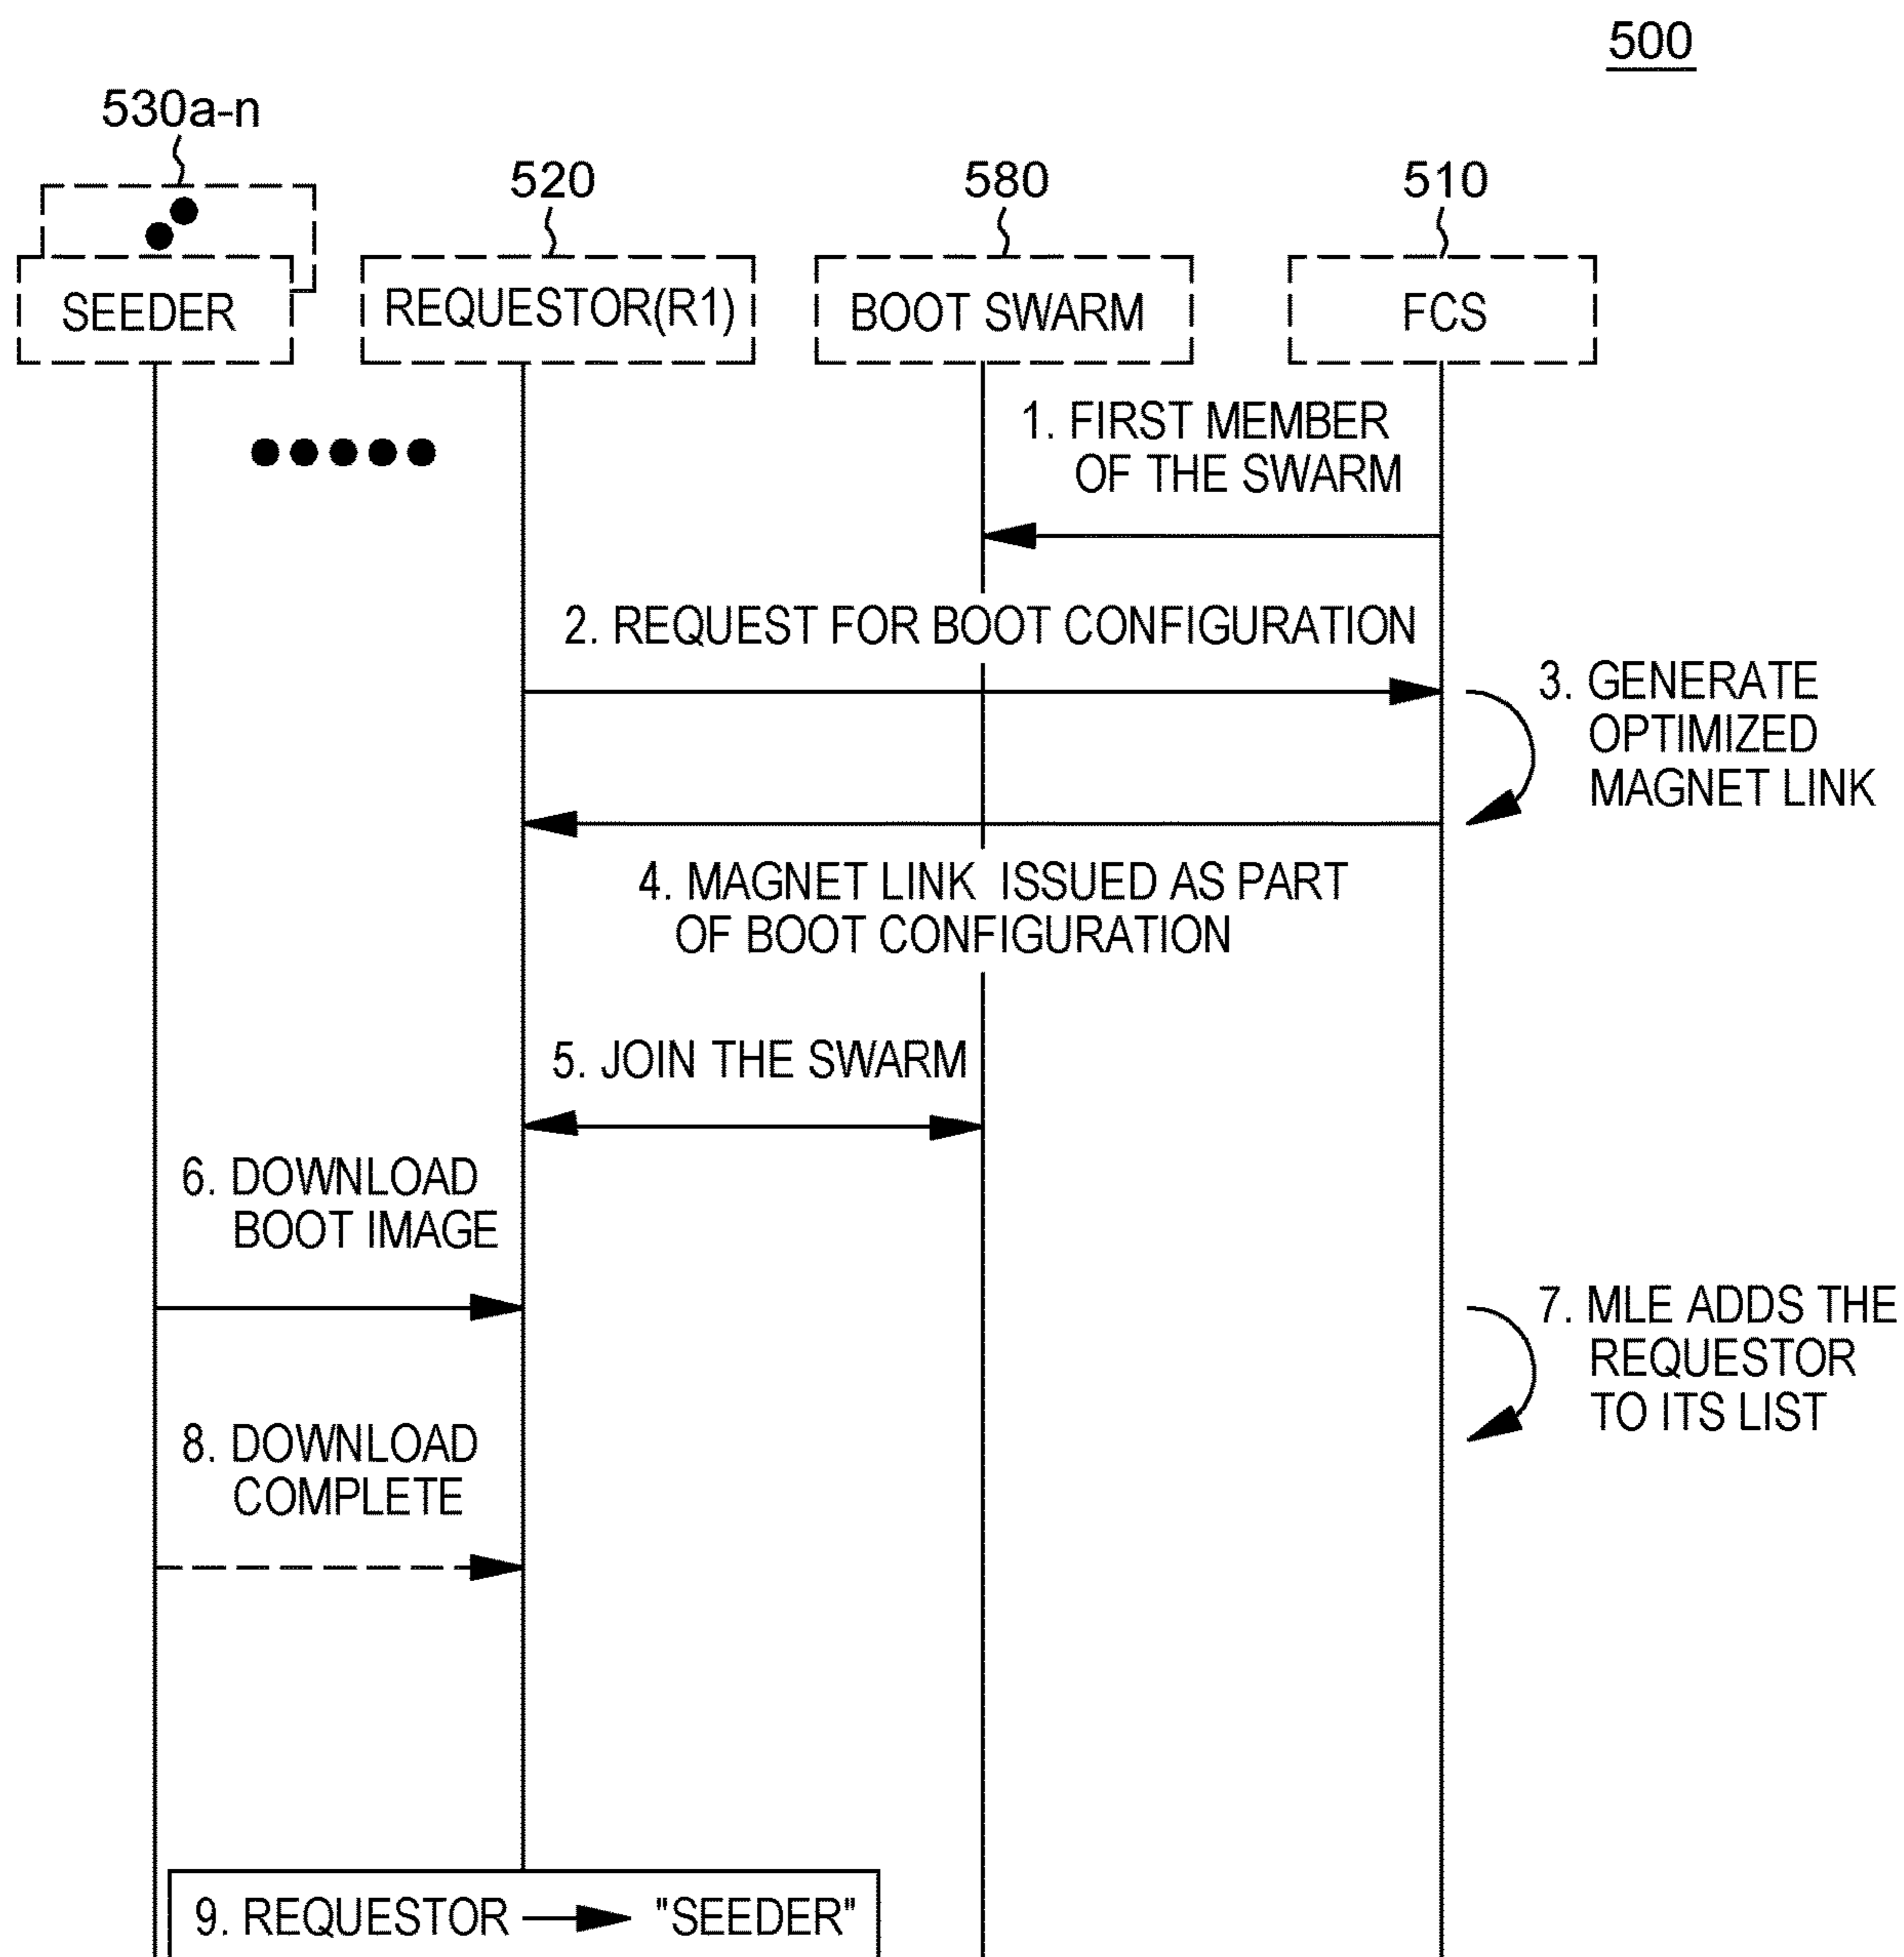 500
530a-n
520
580
510
SEEDER
REQUESTOR(R1)
BOOT SWARM
FCS
1. FIRST MEMBER
OF THE SWARM
2. REQUEST FOR BOOT CONFIGURATION
3. GENERATE
OPTIMIZED
MAGNET LINK
4. MAGNET LINK ISSUED AS PART
OF BOOT CONFIGURATION
5. JOIN THE SWARM
6. DOWNLOAD
BOOT IMAGE
7. MLE ADDS THE
REQUESTOR
TO ITS LIST
8. DOWNLOAD
COMPLETE
9. REQUESTOR → "SEEDER"